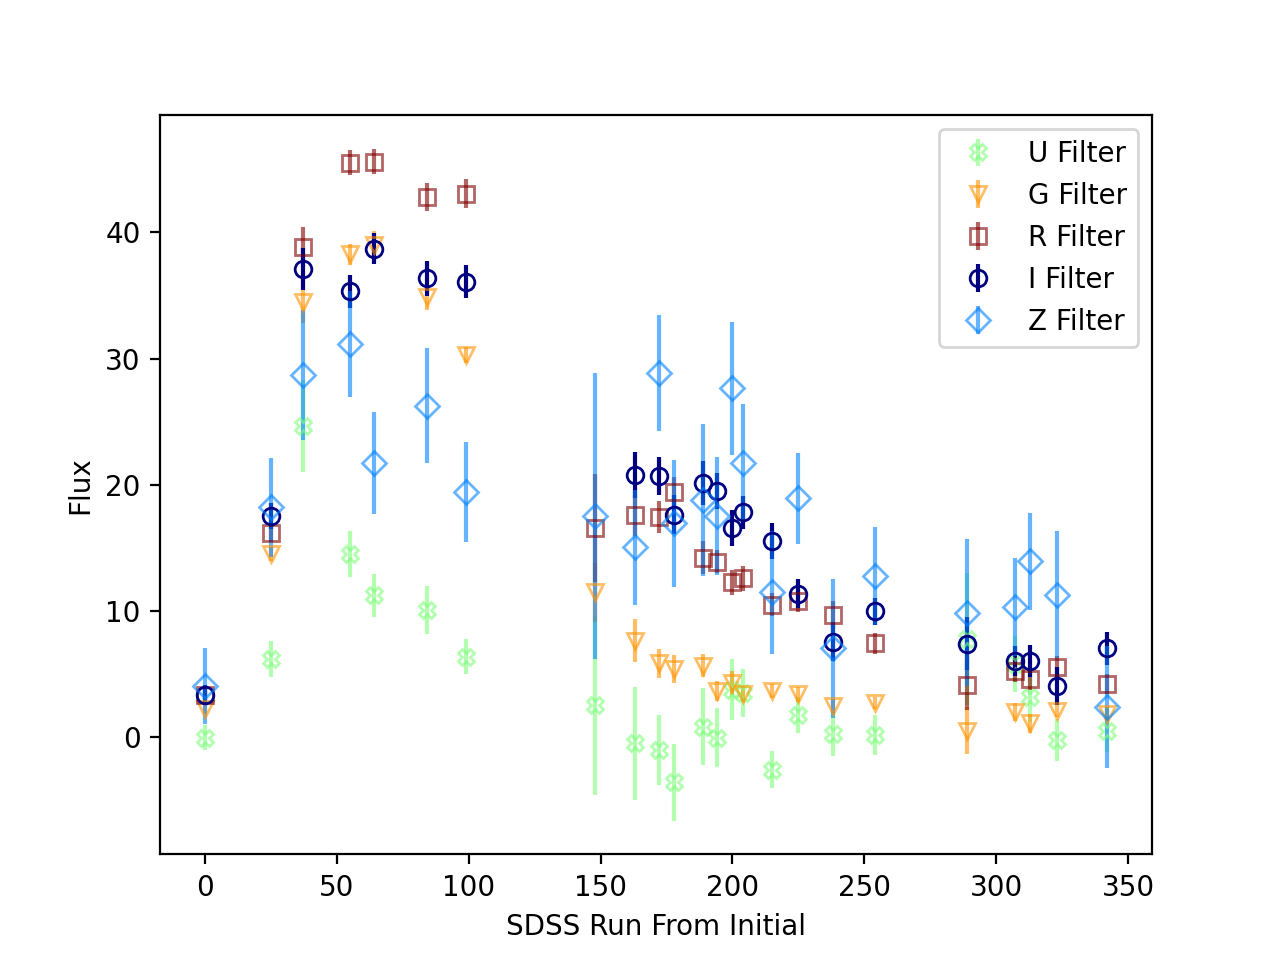 U Filter
G Filter
R Filter
I Filter
Z Filter
Flux
40
30
20
10
0
0 50 100 150 200 250 300 350
SDSS Run From Initial